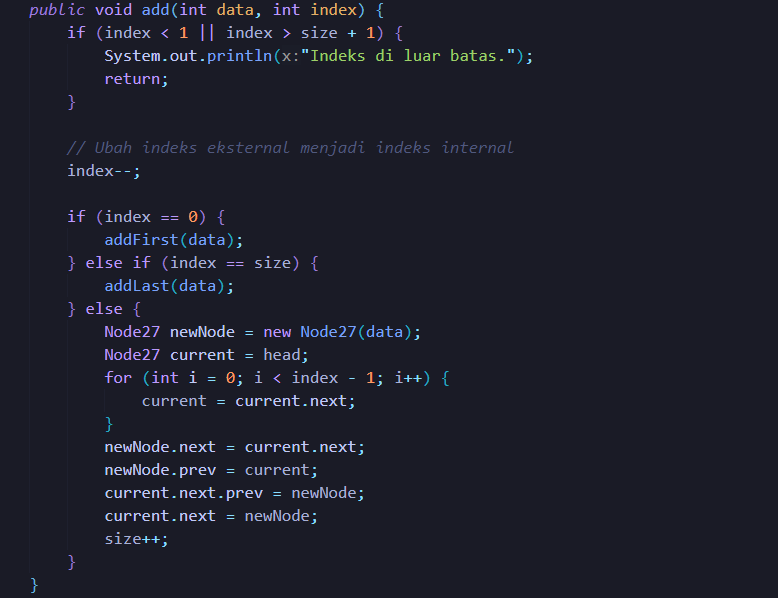 public void add(int data, int index) {
    if (index < 1 || index > size + 1) {
        System.out.println(x:"Indeks di luar batas.");
        return;
    }

    // Ubah indeks eksternal menjadi indeks internal
    index--;

    if (index == 0) {
        addFirst(data);
    } else if (index == size) {
        addLast(data);
    } else {
        Node27 newNode = new Node27(data);
        Node27 current = head;
        for (int i = 0; i < index - 1; i++) {
            current = current.next;
        }
        newNode.next = current.next;
        newNode.prev = current;
        current.next.prev = newNode;
        current.next = newNode;
        size++;
    }
}